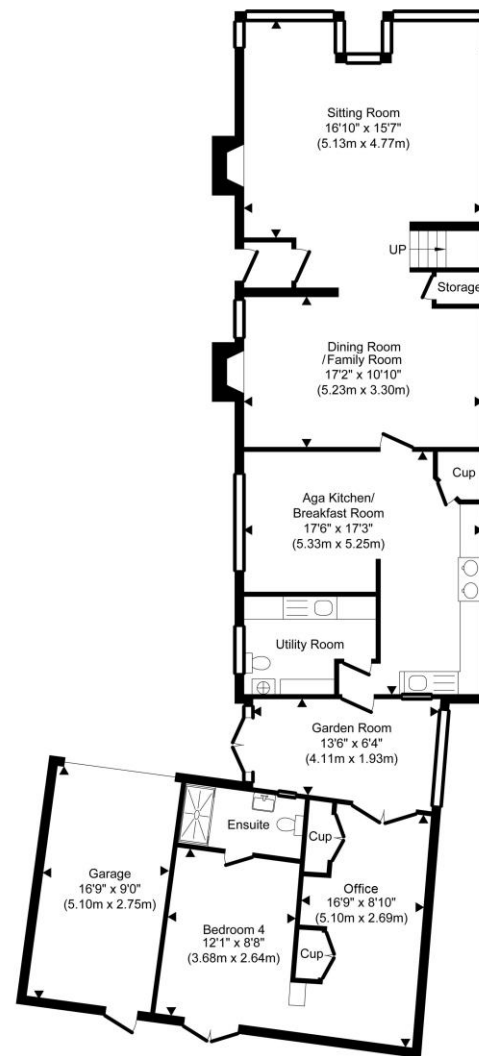 Sitting Room
16'10" x 15'7"
(5.13m x 4.77m)
UP
Storage
Dining Room
/Family Room
17'2" x 10'10"
(5.23m x 3.30m)
Cup
Aga Kitchen/
Breakfast Room
17'6" x 17'3"
(5.33m x 5.25m)
Utility Room
Garden Room
13'6" x 6'4"
(4.11m x 1.93m)
Ensuite
Cup
Garage
16'9" x 9'0"
(5.10m x 2.75m)
Office
16'9" x 8'10"
(5.10m x 2.69m)
Bedroom 4
12'1" x 8'8"
(3.68m x 2.64m)
Cup